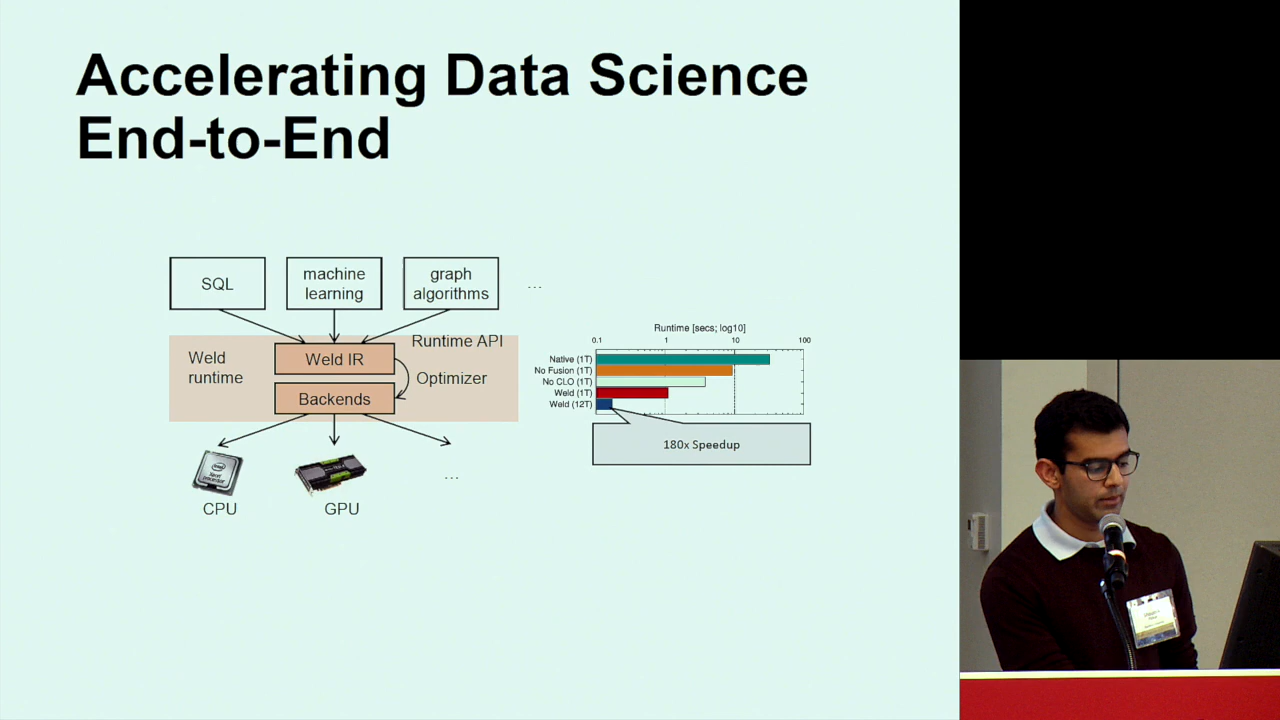 Accelerating Data Science
End-to-End
SQL
machine
learning
graph
algorithms
...
Weld
runtime
Weld IR
Backends
Runtime API
Optimizer
CPU
GPU
...
Runtime [secs; log10]
0.1 1 10 100
Native (1T)
No Fusion (1T)
No CLO (1T)
Weld (1T)
Weld (12T)
180x Speedup